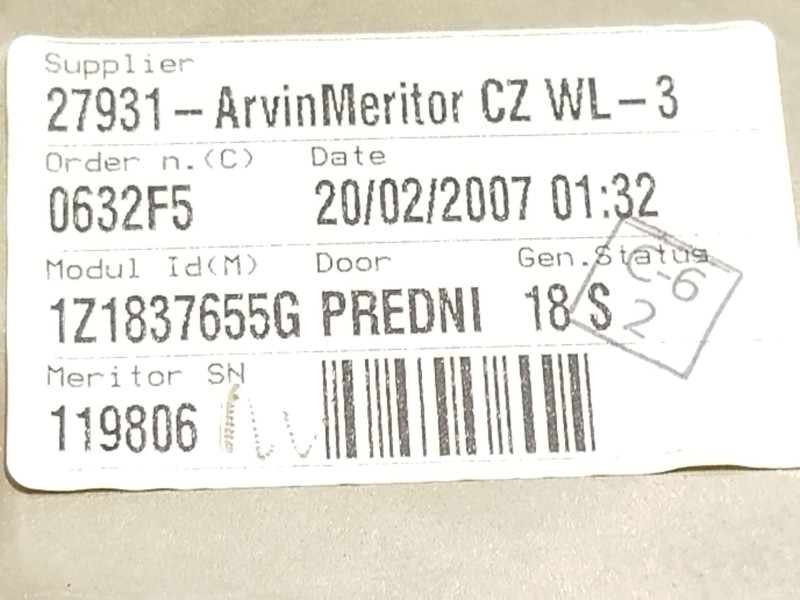 Supplier
27931-ArvinMeritor CZ WL-3
Order n.(C) Date
0632F5 20/02/2007 01:32
Modul Id(M) Door Gen.Status
1Z1837655G PREDNI 18 S
C-6
2
Meritor SN
119806